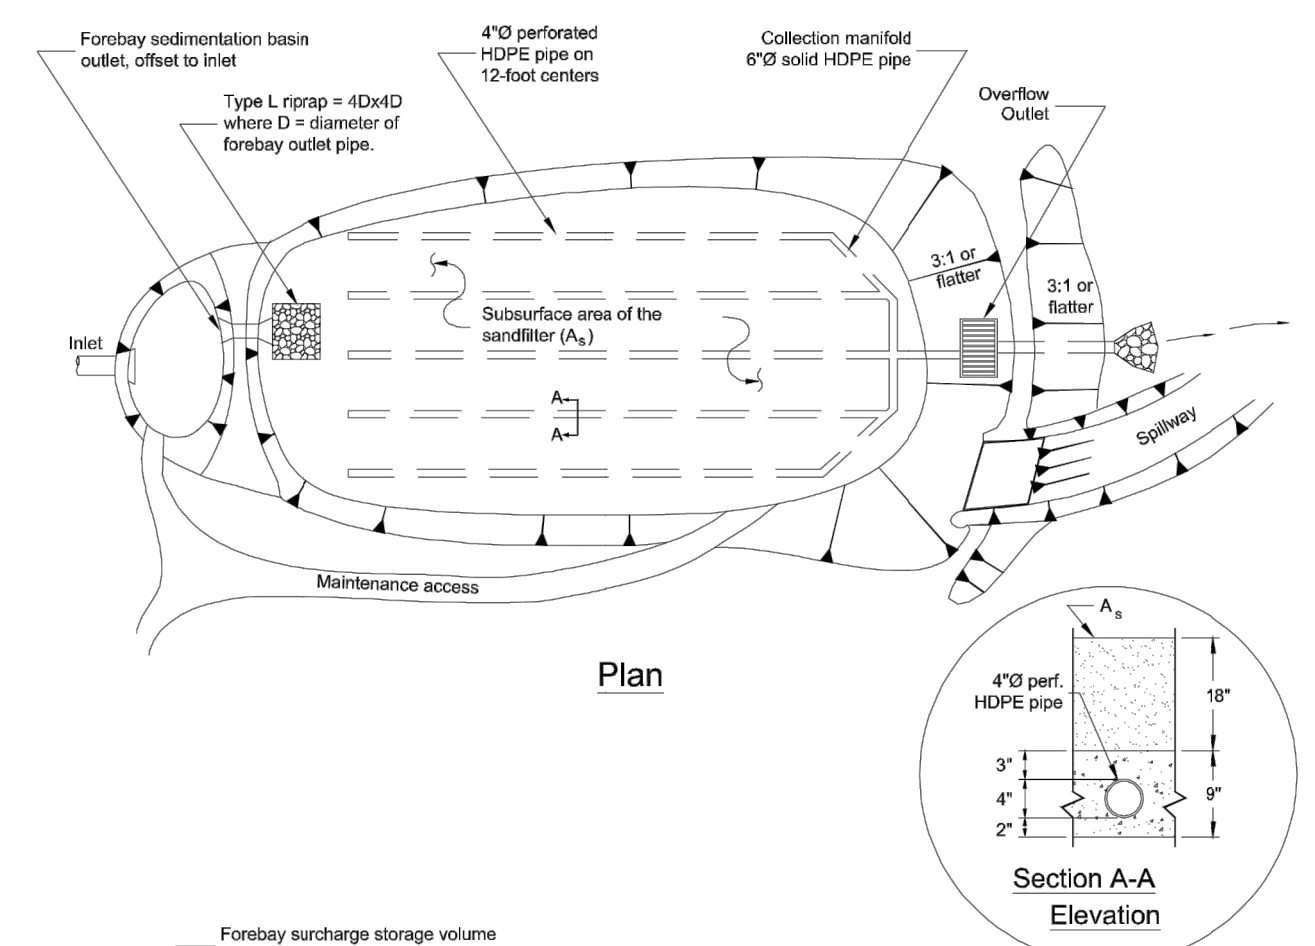 Forebay sedimentation basin
outlet, offset to inlet
4"Ø perforated
HDPE pipe on
12-foot centers
Collection manifold
6"Ø solid HDPE pipe
Type L riprap = 4Dx4D
where D = diameter of
forebay outlet pipe.
Overflow
Outlet
3:1 or
flatter
3:1 or
flatter
Subsurface area of the
sandfilter (As)
Inlet
A
A
Spillway
Maintenance access
Plan
As
4"Ø perf.
HDPE pipe
18"
3"
4"
9"
2"
Section A-A
Elevation
Forebay surcharge storage volume